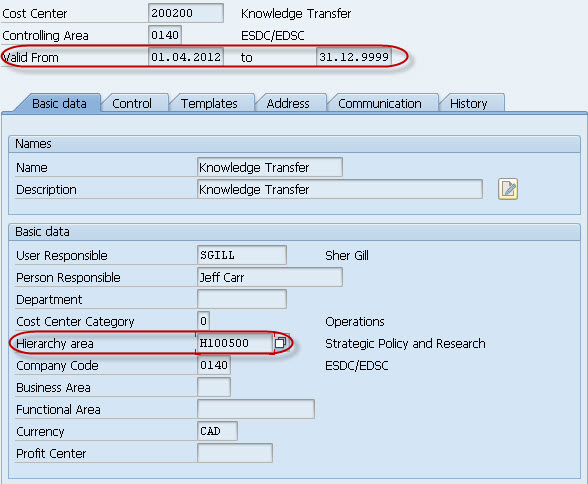 Cost Center 200200 Knowledge Transfer
Controlling Area 0140 ESDC/EDSC
Valid From 01.04.2012 to 31.12.9999
Basic data Control Templates Address Communication History
Names
Name Knowledge Transfer
Description Knowledge Transfer
Basic data
User Responsible SGILL Sher Gill
Person Responsible Jeff Carr
Department
Cost Center Category 0 Operations
Hierarchy area H100500 Strategic Policy and Research
Company Code 0140 ESDC/EDSC
Business Area
Functional Area
Currency CAD
Profit Center